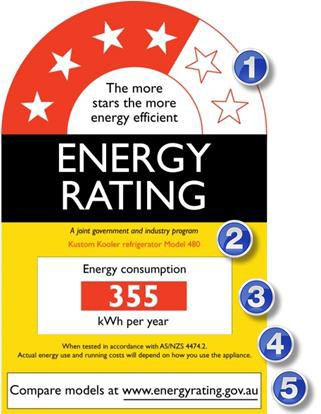 1
The more
stars the more
energy efficient
ENERGY
RATING
A joint government and industry program
2
Kustom Kooler refrigerator Model 480
Energy consumption
355
3
kWh per year
When tested in accordance with AS/NZS 4474.2.
4
Actual energy use and running costs will depend on how you use the appliance.
Compare models at www.energyrating.gov.au
5